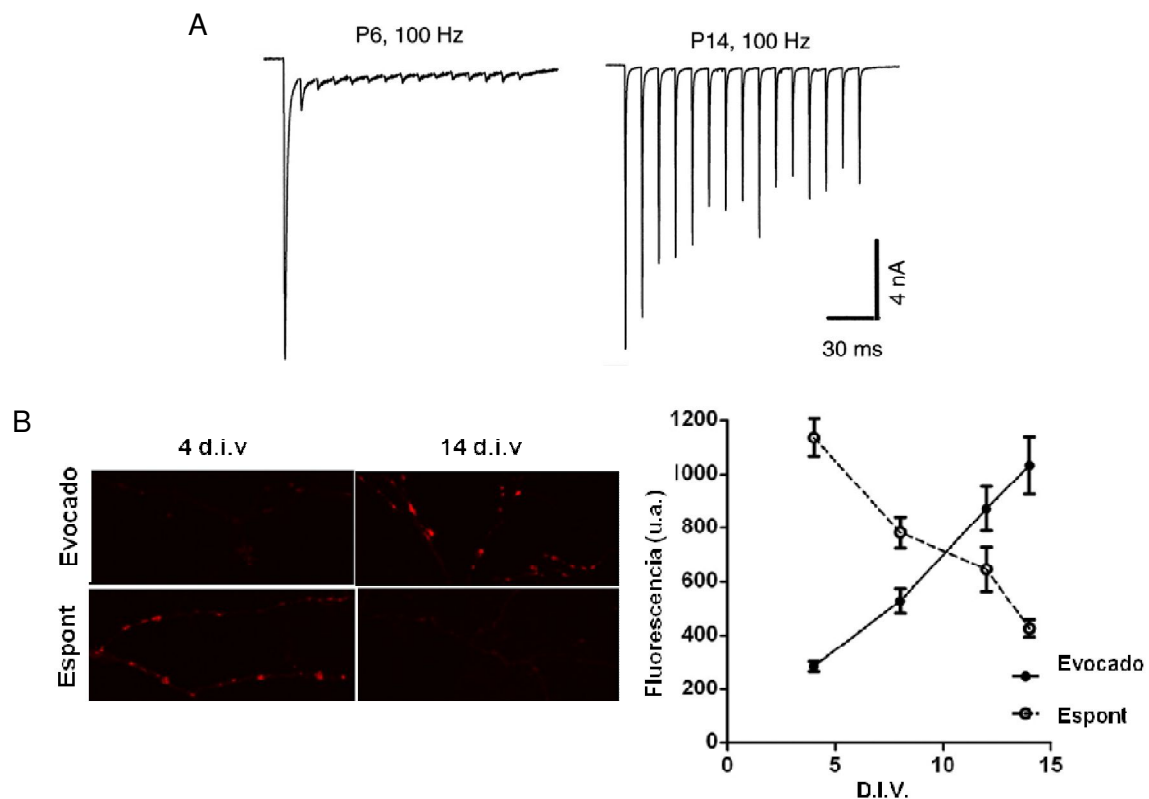 A
P6, 100 Hz
P14, 100 Hz
4 nA
30 ms
B
4 d.i.v
14 d.i.v
Evocado
Espont
1200
1000
800
600
400
200
0
Fluorescencia (u.a.)
0
5
10
15
D.I.V.
Evocado
Espont